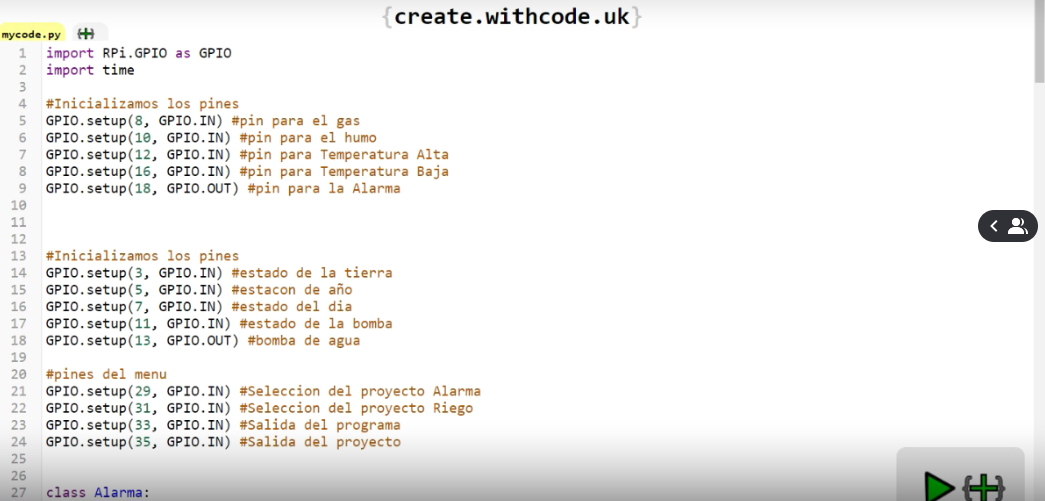 {create.withcode.uk}
mycode.py {+}
1 import RPi.GPIO as GPIO
2 import time
3
4 #Inicializamos los pines
5 GPIO.setup(8, GPIO.IN) #pin para el gas
6 GPIO.setup(10, GPIO.IN) #pin para el humo
7 GPIO.setup(12, GPIO.IN) #pin para Temperatura Alta
8 GPIO.setup(16, GPIO.IN) #pin para Temperatura Baja
9 GPIO.setup(18, GPIO.OUT) #pin para la Alarma
10
11
12
13 #Inicializamos los pines
14 GPIO.setup(3, GPIO.IN) #estado de la tierra
15 GPIO.setup(5, GPIO.IN) #estacon de año
16 GPIO.setup(7, GPIO.IN) #estado del dia
17 GPIO.setup(11, GPIO.IN) #estado de la bomba
18 GPIO.setup(13, GPIO.OUT) #bomba de agua
19
20 #pines del menu
21 GPIO.setup(29, GPIO.IN) #Seleccion del proyecto Alarma
22 GPIO.setup(31, GPIO.IN) #Seleccion del proyecto Riego
23 GPIO.setup(33, GPIO.IN) #Salida del programa
24 GPIO.setup(35, GPIO.IN) #Salida del proyecto
25
26
27 class Alarma:
{+}